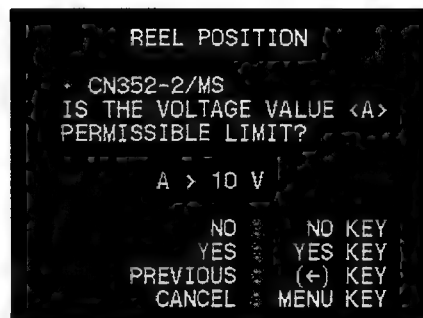 REEL POSITION
· CN352-2/MS
IS THE VOLTAGE VALUE <A>
PERMISSIBLE LIMIT?
A > 10 V
NO : NO KEY
YES : YES KEY
PREVIOUS : (←) KEY
CANCEL : MENU KEY